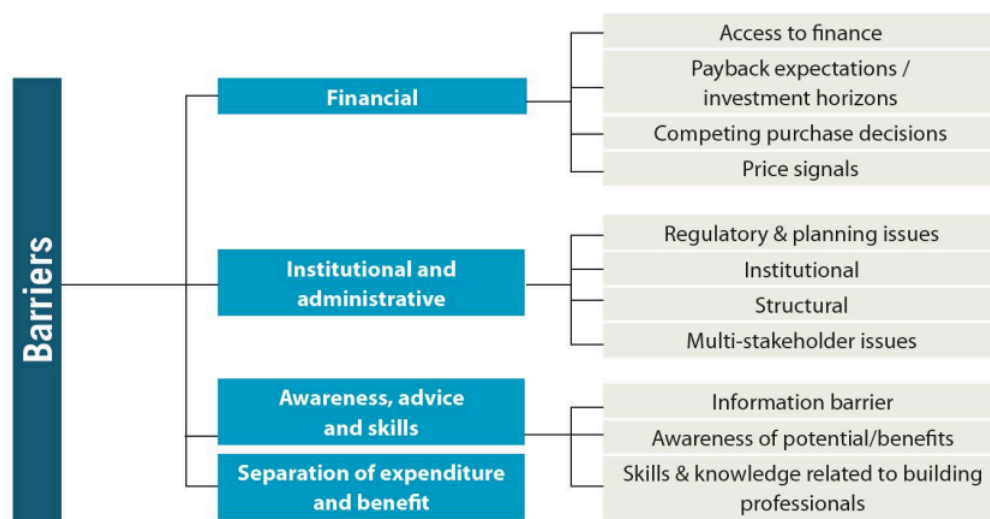 Barriers
Financial
Access to finance
Payback expectations /
investment horizons
Competing purchase decisions
Price signals
Institutional and
administrative
Regulatory & planning issues
Institutional
Structural
Multi-stakeholder issues
Awareness, advice
and skills
Information barrier
Awareness of potential/benefits
Skills & knowledge related to building
professionals
Separation of expenditure
and benefit